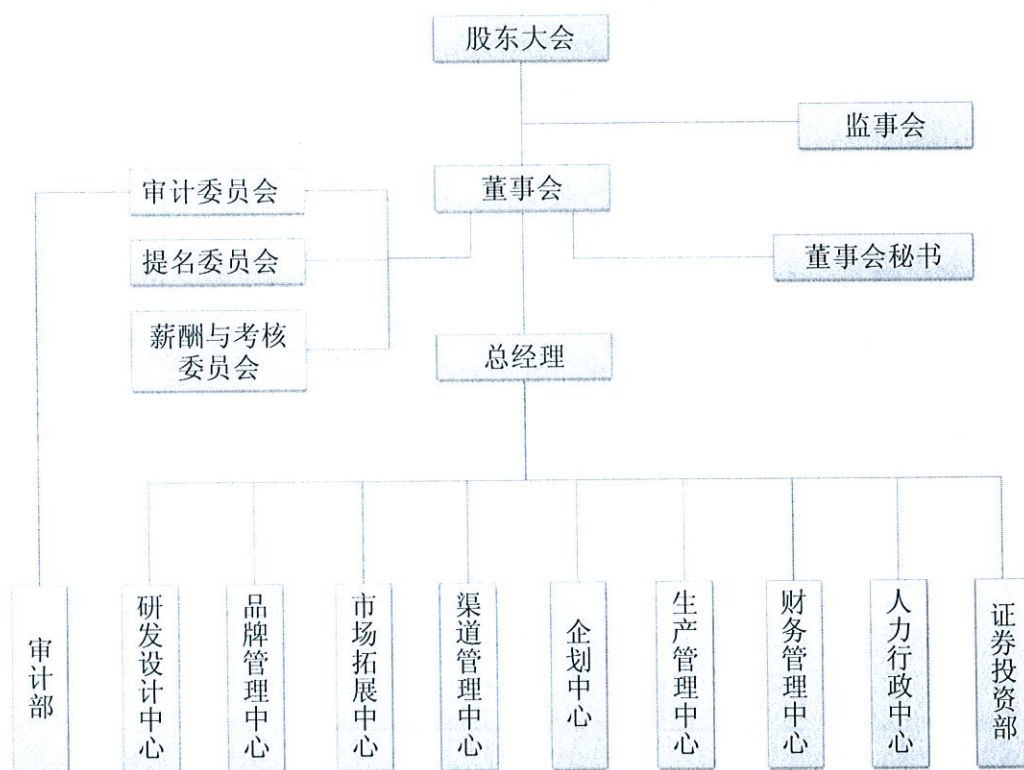 股东大会
监事会
审计委员会
董事会
提名委员会
董事会秘书
薪酬与考核
委员会
总经理
审计部
研发设计中心
品牌管理中心
市场拓展中心
渠道管理中心
企划中心
生产管理中心
财务管理中心
人力行政中心
证券投资部